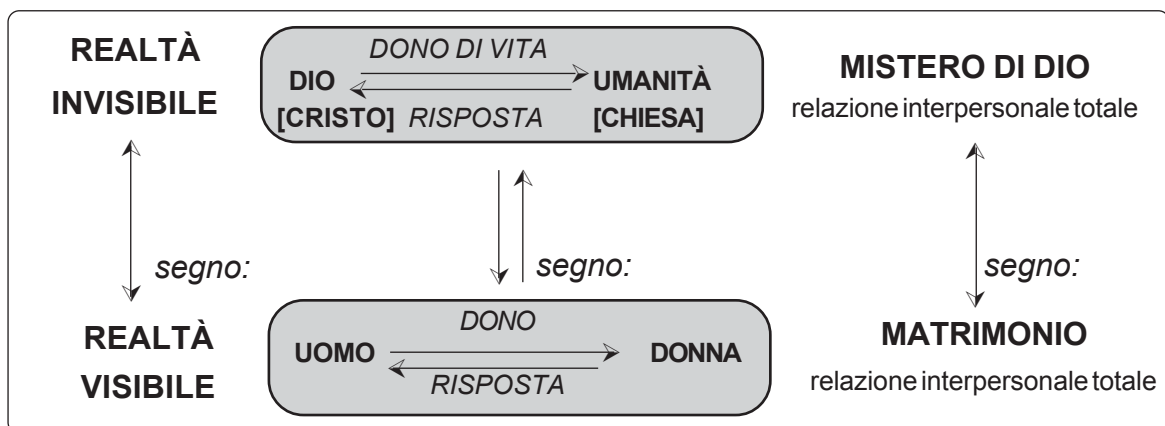 REALTÀ
INVISIBILE
DONO DI VITA
DIO
UMANITÀ
[CRISTO]
RISPOSTA
[CHIESA]
MISTERO DI DIO
relazione interpersonale totale
segno:
segno:
segno:
REALTÀ
VISIBILE
DONO
UOMO
DONNA
RISPOSTA
MATRIMONIO
relazione interpersonale totale